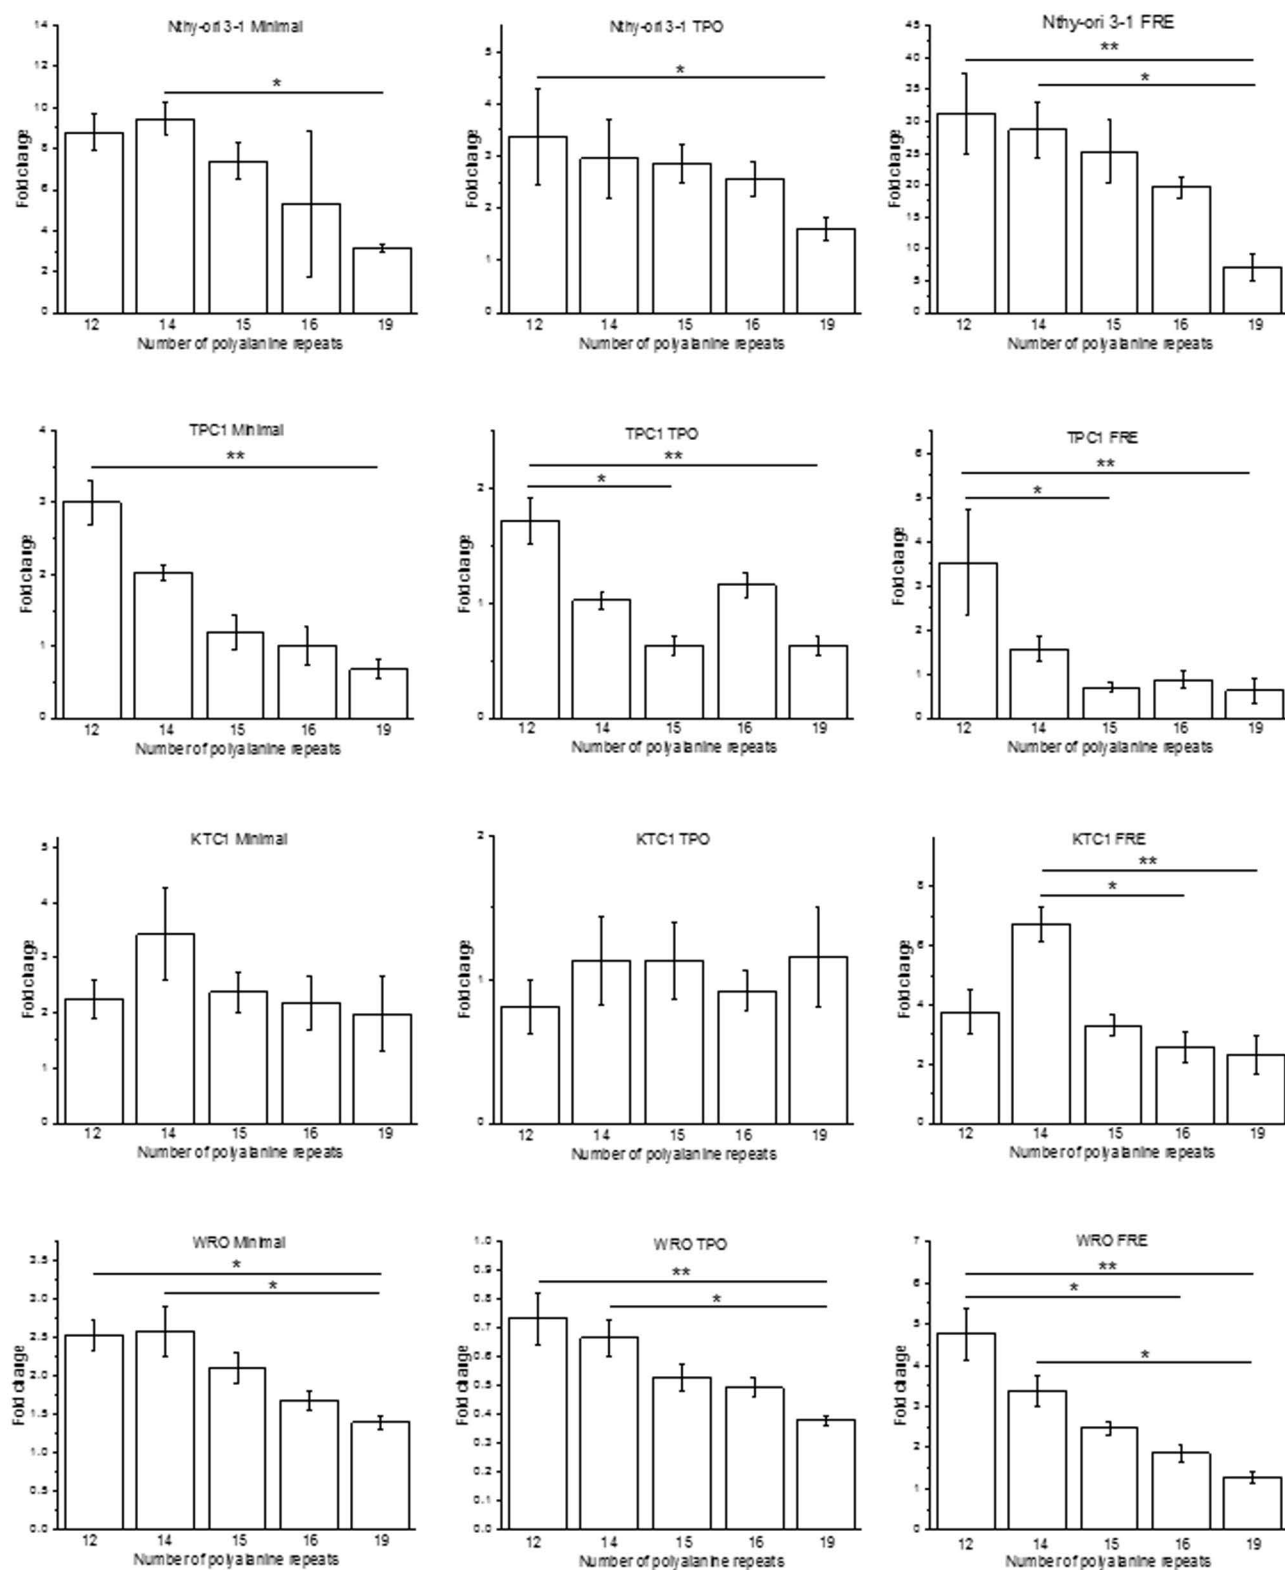 Nthy-ori 3-1 Minimal
14
12
10
8
6
4
2
0
Fold change
*
12 14 15 16 19
Number of polyalanine repeats
Nthy-ori 3-1 TPO
5
4
3
2
1
0
Fold change
*
12 14 15 16 19
Number of polyalanine repeats
Nthy-ori 3-1 FRE
45
40
35
30
25
20
15
10
5
0
Fold change
**
*
12 14 15 16 19
Number of polyalanine repeats
TPC1 Minimal
4
3
2
1
0
Fold change
**
12 14 15 16 19
Number of polyalanine repeats
TPC1 TPO
2
1
0
Fold change
**
*
12 14 15 16 19
Number of polyalanine repeats
TPC1 FRE
6
5
4
3
2
1
0
Fold change
**
*
12 14 15 16 19
Number of polyalanine repeats
KTC1 Minimal
5
4
3
2
1
0
Fold change
12 14 15 16 19
Number of polyalanine repeats
KTC1 TPO
2
1
0
Fold change
12 14 15 16 19
Number of polyalanine repeats
KTC1 FRE
8
6
4
2
0
Fold change
**
*
12 14 15 16 19
Number of polyalanine repeats
WRO Minimal
3.5
3.0
2.5
2.0
1.5
1.0
0.5
0.0
Fold change
*
*
12 14 15 16 19
Number of polyalanine repeats
WRO TPO
1.0
0.9
0.8
0.7
0.6
0.5
0.4
0.3
0.2
0.1
0.0
Fold change
**
*
12 14 15 16 19
Number of polyalanine repeats
WRO FRE
7
6
5
4
3
2
1
0
Fold change
**
*
*
12 14 15 16 19
Number of polyalanine repeats